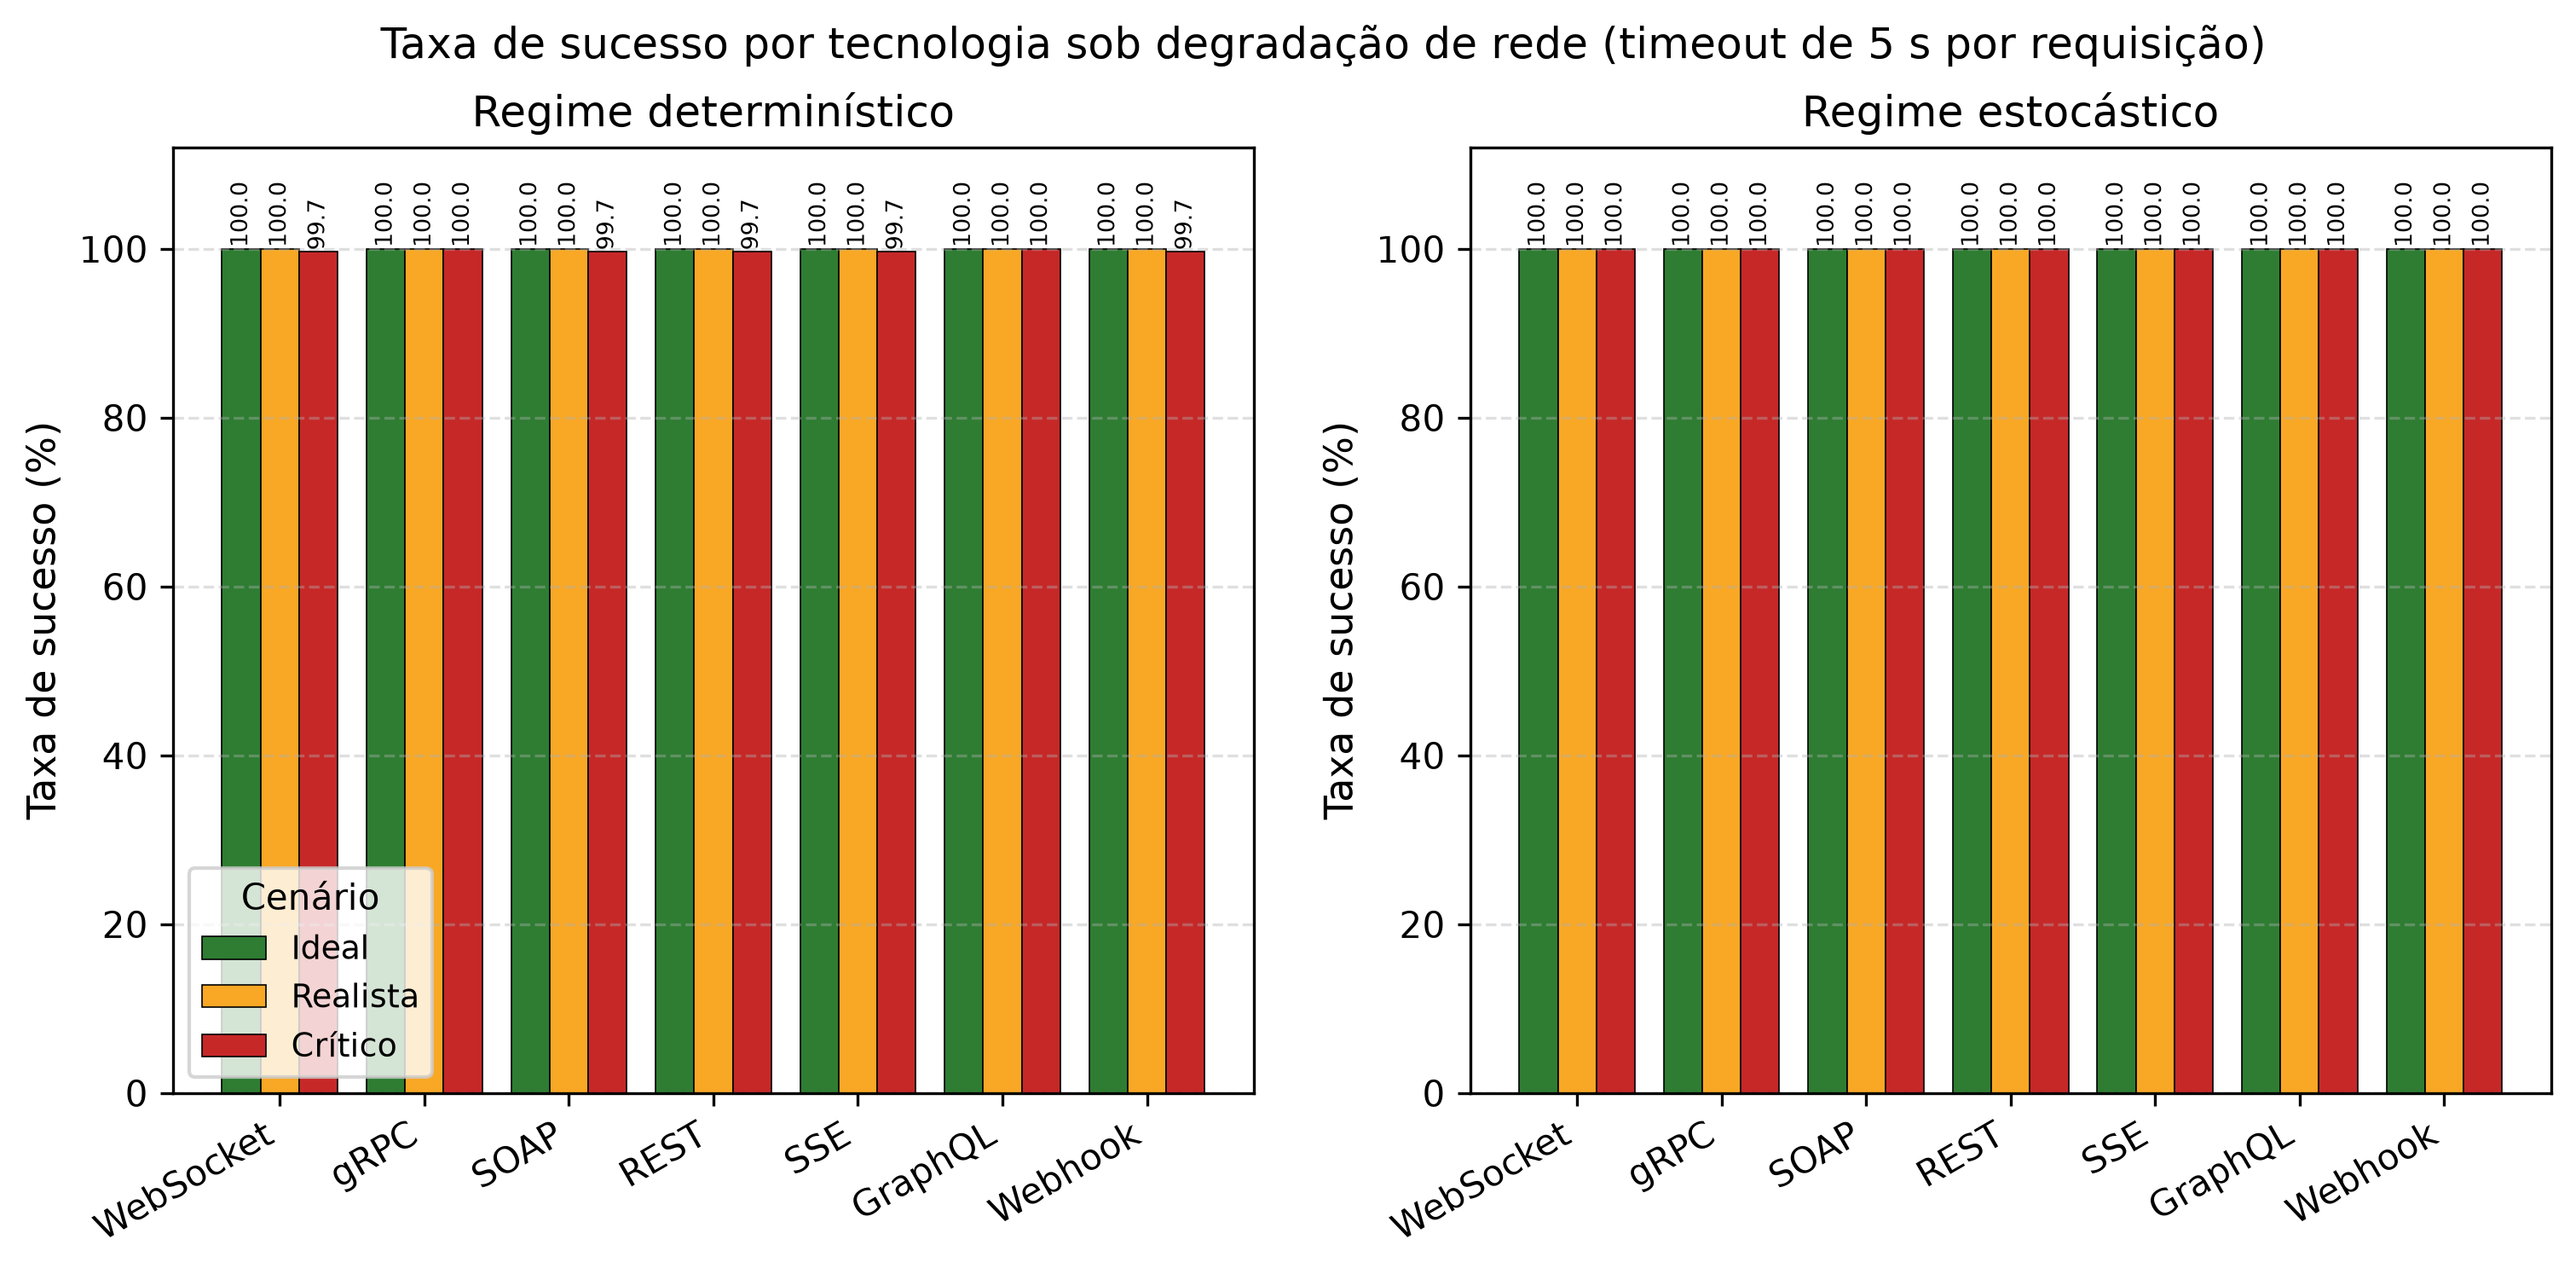 Taxa de sucesso por tecnologia sob degradação de rede (timeout de 5 s por requisição)
Regime determinístico
100.0 100.0 99.7 100.0 100.0 100.0 100.0 100.0 99.7 100.0 100.0 99.7 100.0 100.0 99.7 100.0 100.0 100.0 100.0 100.0 99.7
Taxa de sucesso (%)
100
80
60
40
20
0
Cenário
Ideal
Realista
Crítico
WebSocket gRPC SOAP REST SSE GraphQL Webhook
Regime estocástico
100.0 100.0 100.0 100.0 100.0 100.0 100.0 100.0 100.0 100.0 100.0 100.0 100.0 100.0 100.0 100.0 100.0 100.0 100.0 100.0 100.0
Taxa de sucesso (%)
100
80
60
40
20
0
WebSocket gRPC SOAP REST SSE GraphQL Webhook